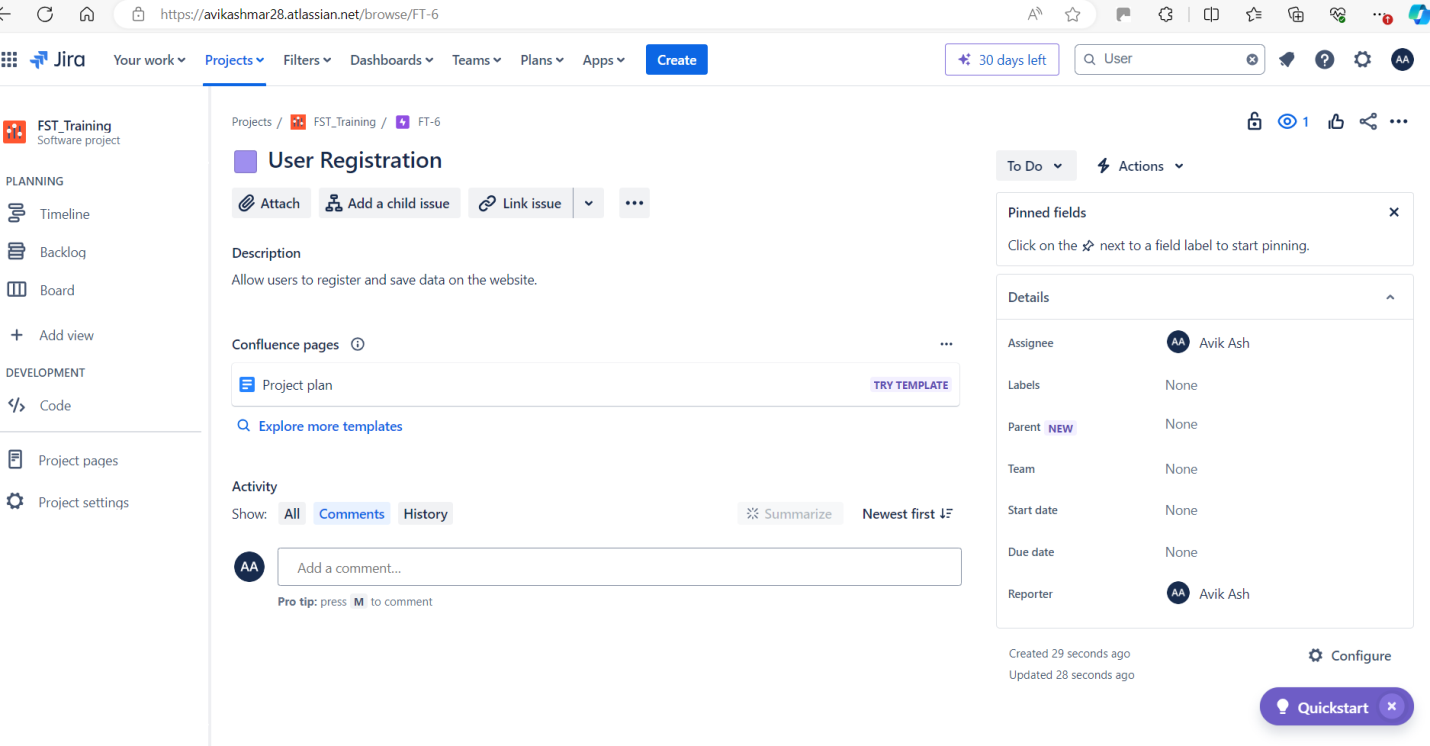 https://avikashmar28.atlassian.net/browse/FT-6
Jira Your work Projects Filters Dashboards Teams Plans Apps Create 30 days left User AA
FST_Training
Software project
PLANNING
Timeline
Backlog
Board
Add view
DEVELOPMENT
Code
Project pages
Project settings
Projects / FST_Training / FT-6
User Registration
Attach Add a child issue Link issue
Description
Allow users to register and save data on the website.
Confluence pages
Project plan TRY TEMPLATE
Explore more templates
Activity
Show: All Comments History Summarize Newest first
AA Add a comment...
Pro tip: press M to comment
1
To Do Actions
Pinned fields
Click on the next to a field label to start pinning.
Details
Assignee AA Avik Ash
Labels None
Parent NEW None
Team None
Start date None
Due date None
Reporter AA Avik Ash
Created 29 seconds ago
Updated 28 seconds ago
Configure
Quickstart